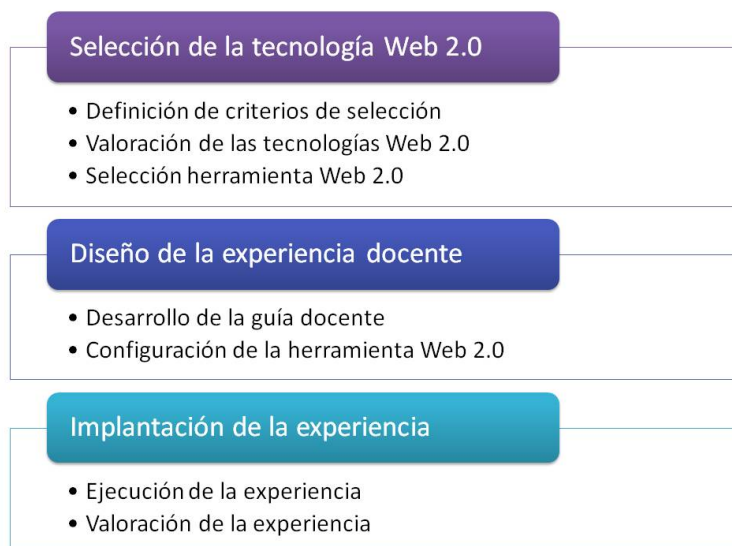 Selección de la tecnología Web 2.0
• Definición de criterios de selección
• Valoración de las tecnologías Web 2.0
• Selección herramienta Web 2.0
Diseño de la experiencia docente
• Desarrollo de la guía docente
• Configuración de la herramienta Web 2.0
Implantación de la experiencia
• Ejecución de la experiencia
• Valoración de la experiencia